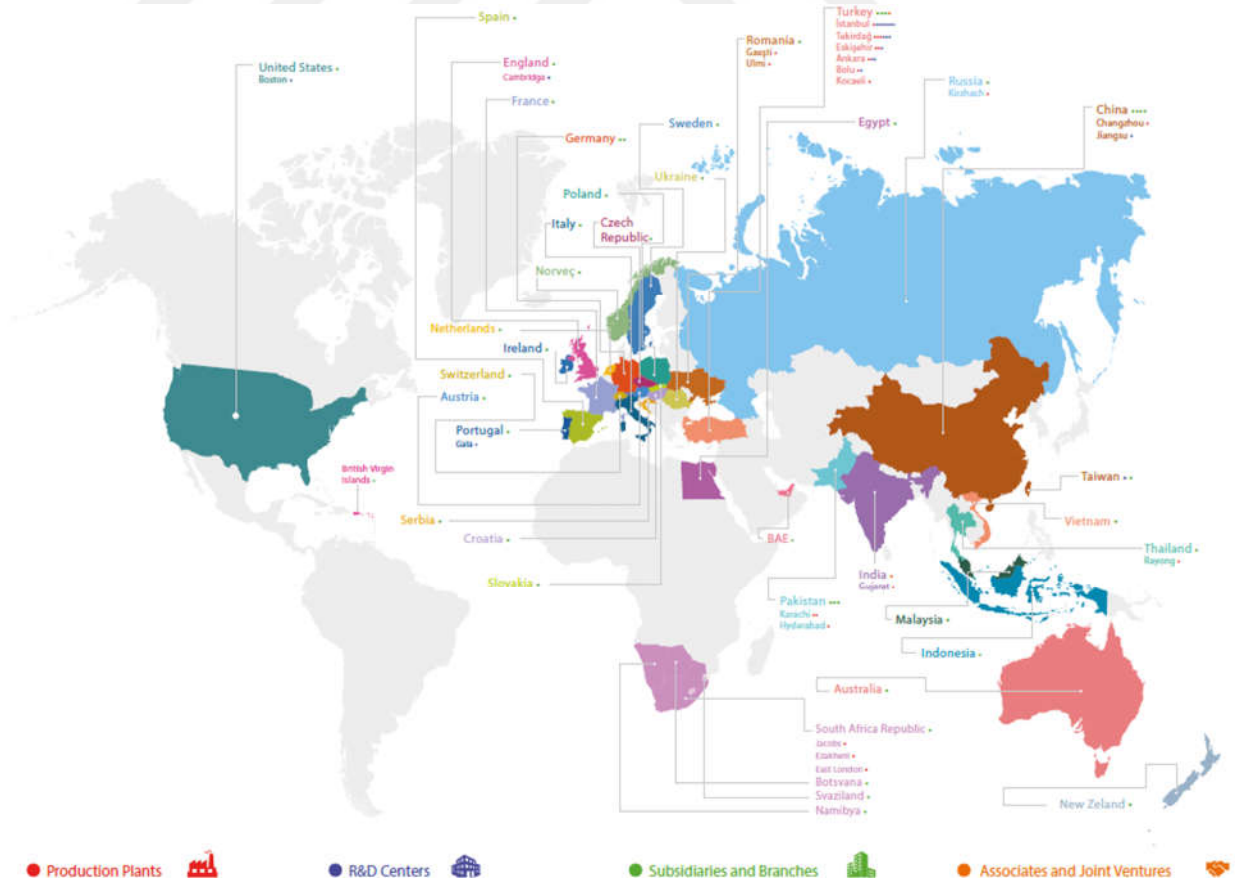 Spain
Turkey
İstanbul
Tekirdağ
Eskişehir
Ankara
Bolu
Kocaeli
Romania
Gaeşti
Ulmi
England
Cambridge
United States
Boston
Russia
Kirzhach
France
China
Changzhou
Jiangsu
Sweden
Egypt
Germany
Ukraine
Poland
Italy
Czech
Republic
Norveç
Netherlands
Ireland
Switzerland
Austria
Portugal
British Virgin
Islands
Taiwan
Serbia
Vietnam
Croatia
BAE
Thailand
Rayong
Slovakia
India
Gujarat
Pakistan
Karachi
Hydarabad
Malaysia
Indonesia
Australia
South Africa Republic
Jacobs
Ezakheni
East London
Botsvana
Svaziland
Namibya
New Zeland
Production Plants
R&D Centers
Subsidiaries and Branches
Associates and Joint Ventures